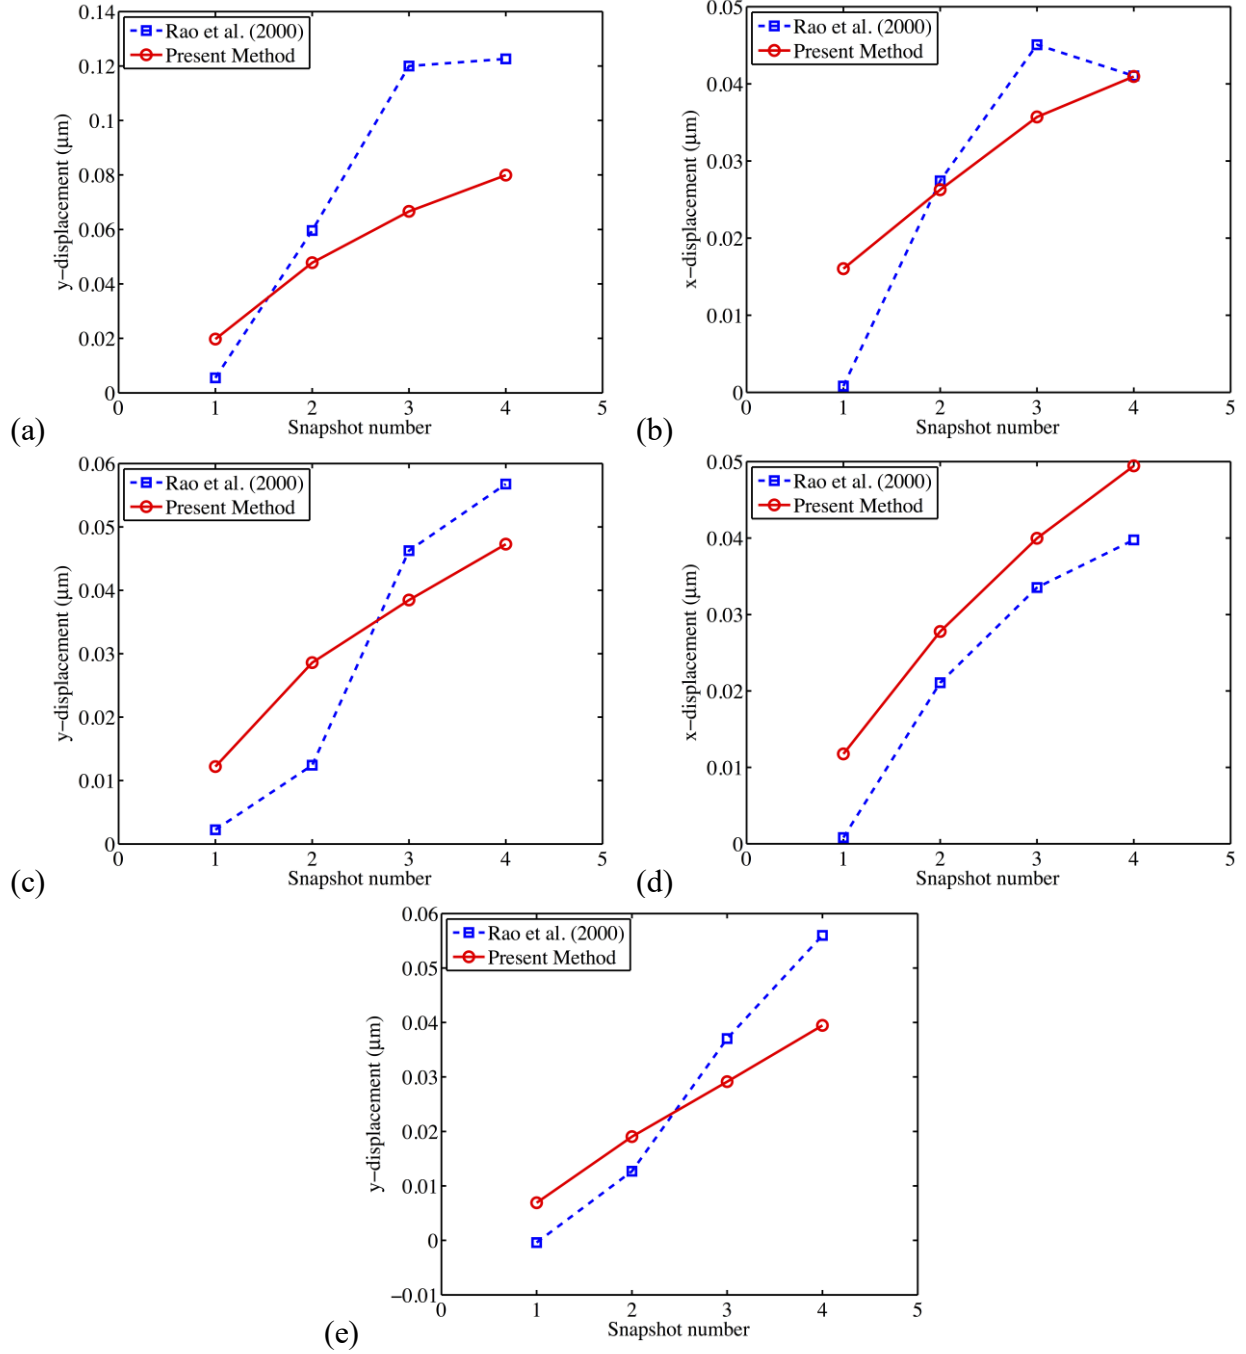 0.14
Rao et al. (2000)
Present Method
0.12
0.1
0.08
0.06
0.04
0.02
0
y−displacement (μm)
0 1 2 3 4 5
Snapshot number
(a)
0.05
Rao et al. (2000)
Present Method
0.04
0.03
0.02
0.01
0
x−displacement (μm)
0 1 2 3 4 5
Snapshot number
(b)
0.06
Rao et al. (2000)
Present Method
0.05
0.04
0.03
0.02
0.01
0
y−displacement (μm)
0 1 2 3 4 5
Snapshot number
(c)
0.05
Rao et al. (2000)
Present Method
0.04
0.03
0.02
0.01
0
x−displacement (μm)
0 1 2 3 4 5
Snapshot number
(d)
0.06
Rao et al. (2000)
Present Method
0.05
0.04
0.03
0.02
0.01
0
−0.01
y−displacement (μm)
0 1 2 3 4 5
Snapshot number
(e)